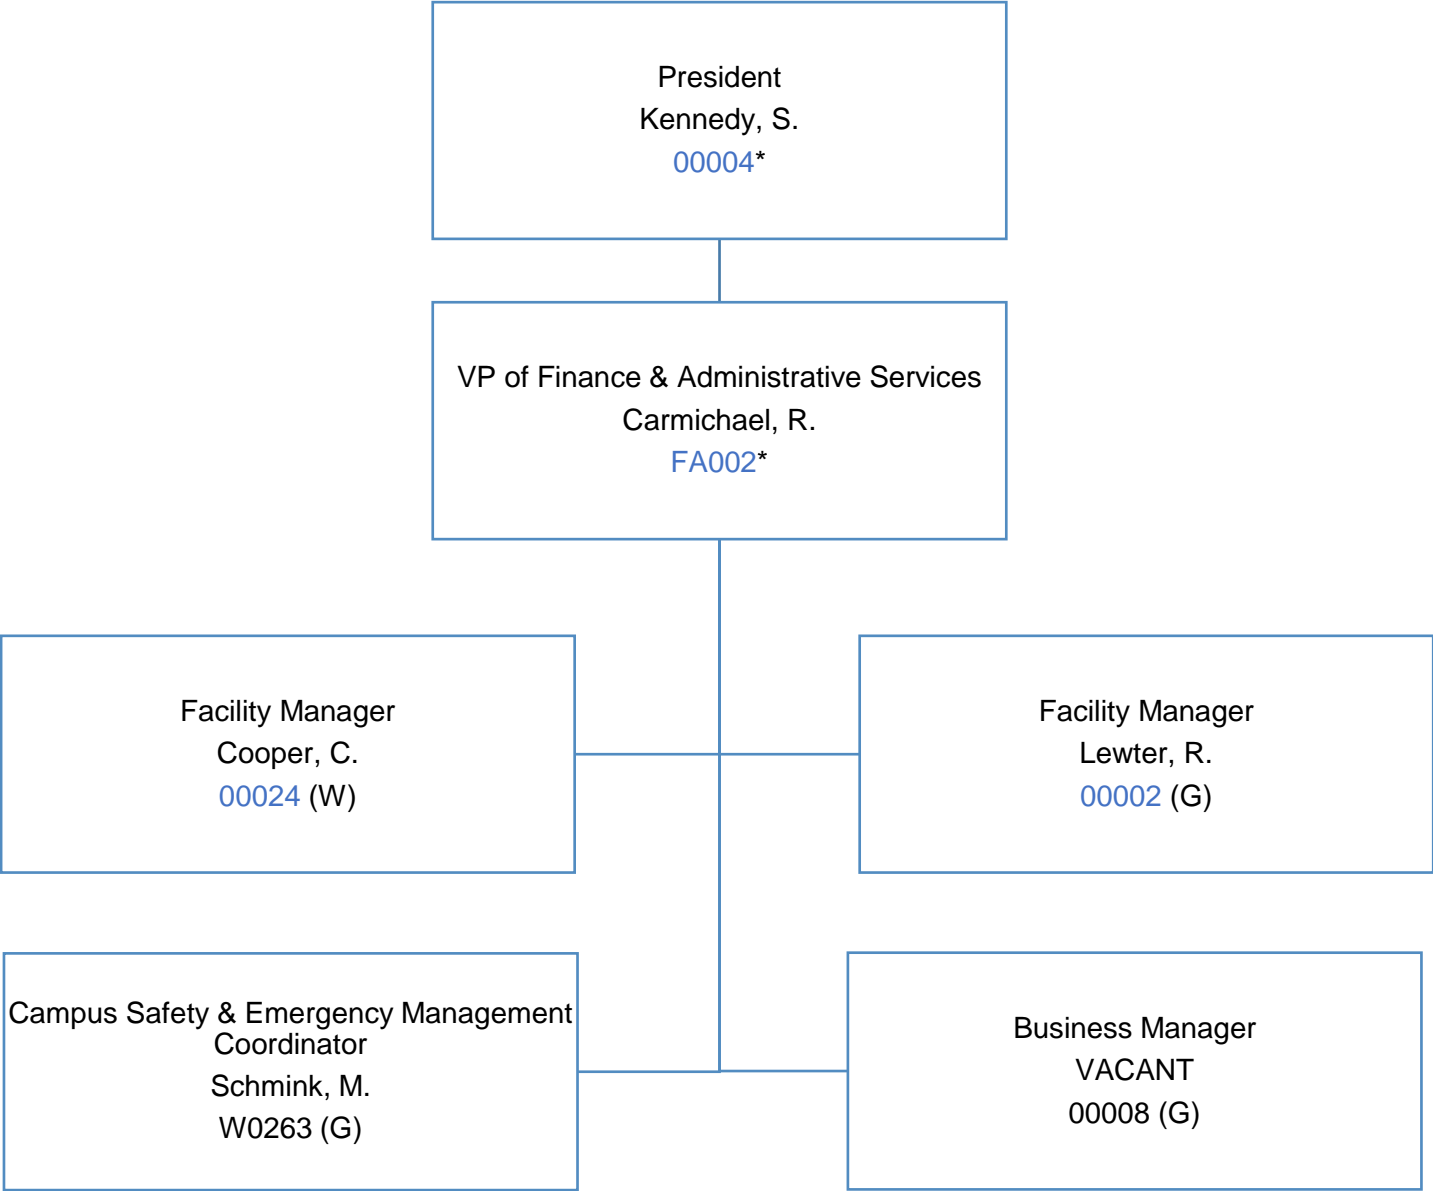 President
Kennedy, S.
00004*
VP of Finance & Administrative Services
Carmichael, R.
FA002*
Facility Manager
Cooper, C.
00024 (W)
Facility Manager
Lewter, R.
00002 (G)
Campus Safety & Emergency Management
Coordinator
Schmink, M.
W0263 (G)
Business Manager
VACANT
00008 (G)